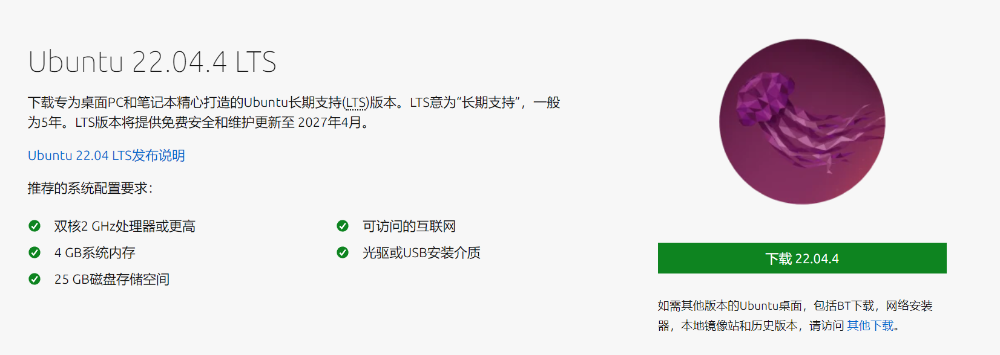 Ubuntu 22.04.4 LTS
下载专为桌面PC和笔记本精心打造的Ubuntu长期支持(LTS)版本。LTS意为“长期支持”，一般
为5年。LTS版本将提供免费安全和维护更新至 2027年4月。
Ubuntu 22.04 LTS发布说明
推荐的系统配置要求：
双核2 GHz处理器或更高
4 GB系统内存
25 GB磁盘存储空间
可访问的互联网
光驱或USB安装介质
下载 22.04.4
如需其他版本的Ubuntu桌面，包括BT下载，网络安装
器，本地镜像站和历史版本，请访问 其他下载。